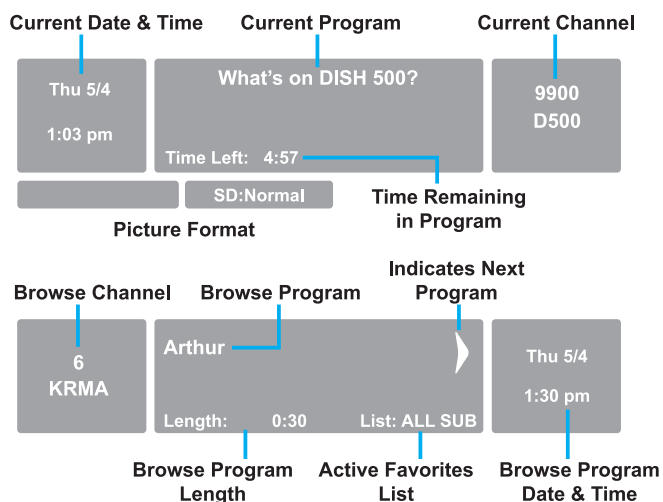 Current Date & Time
Current Program
Current Channel
Thu 5/4
1:03 pm
What's on DISH 500?
Time Left: 4:57
9900
D500
SD:Normal
Picture Format
Time Remaining
in Program
Browse Channel
Browse Program
Indicates Next
Program
6
KRMA
Arthur
Length: 0:30
List: ALL SUB
Thu 5/4
1:30 pm
Browse Program
Length
Active Favorites
List
Browse Program
Date & Time